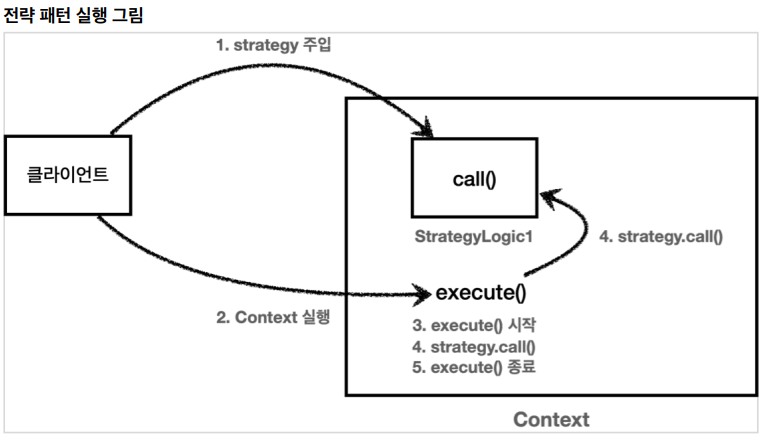 전략 패턴 실행 그림
1. strategy 주입
클라이언트
call()
StrategyLogic1
4. strategy.call()
execute()
2. Context 실행
3. execute() 시작
4. strategy.call()
5. execute() 종료
Context